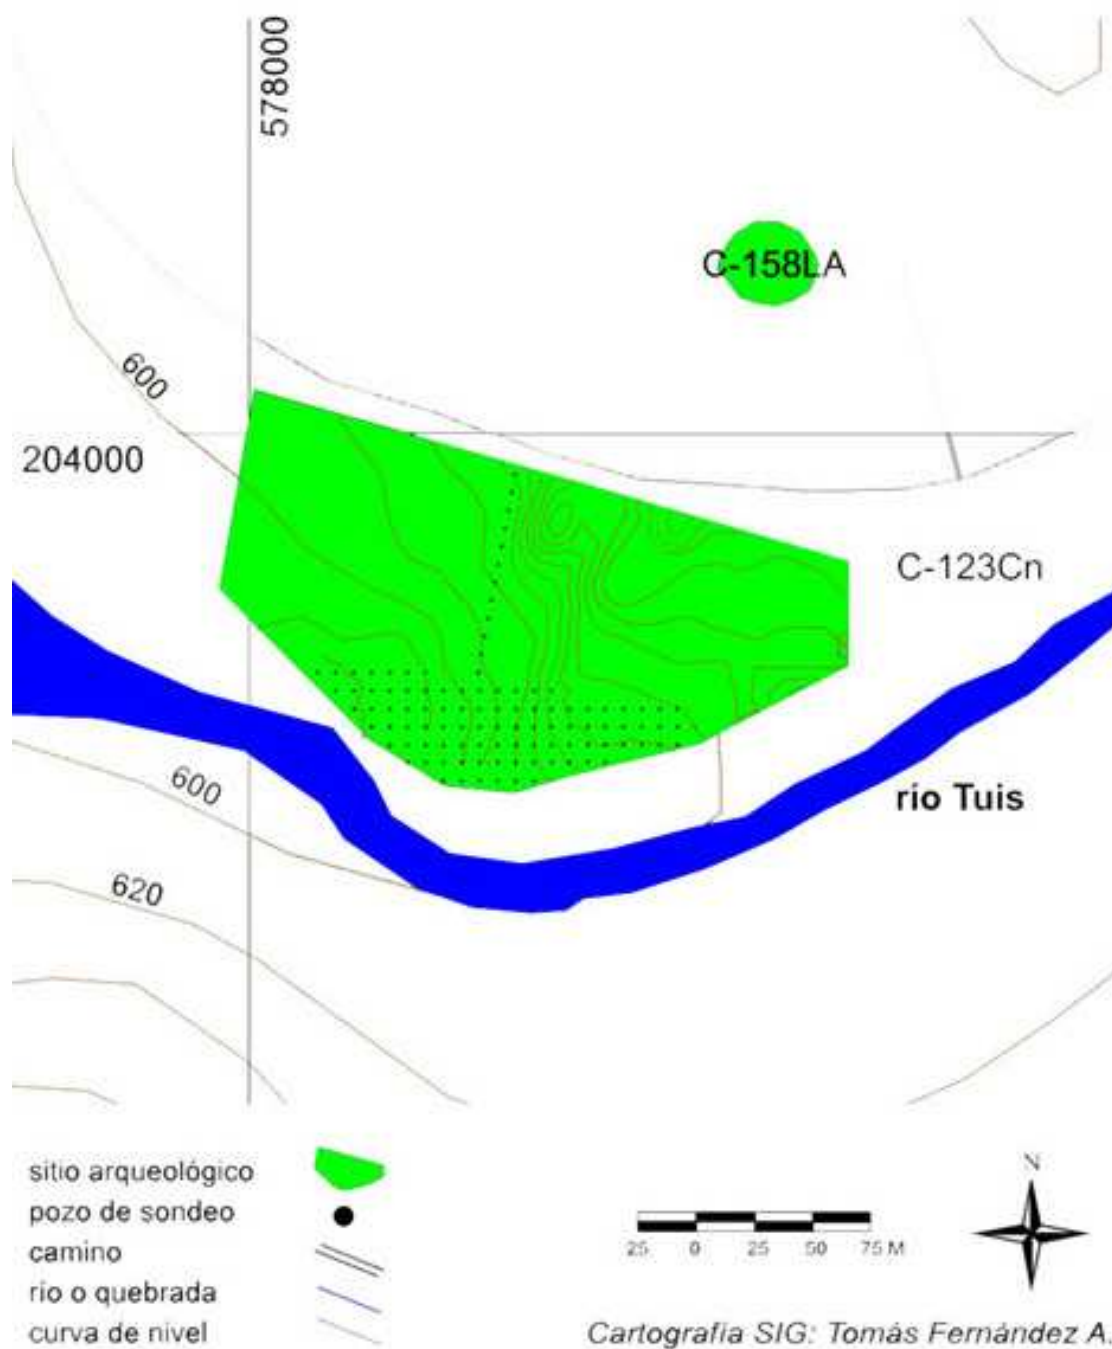 578000
C-158LA
600
204000
C-123Cn
600
río Tuis
620
sitio arqueológico
pozo de sondeo
camino
río o quebrada
curva de nivel
N
25 0 25 50 75 M
Cartografía SIG: Tomás Fernández A.